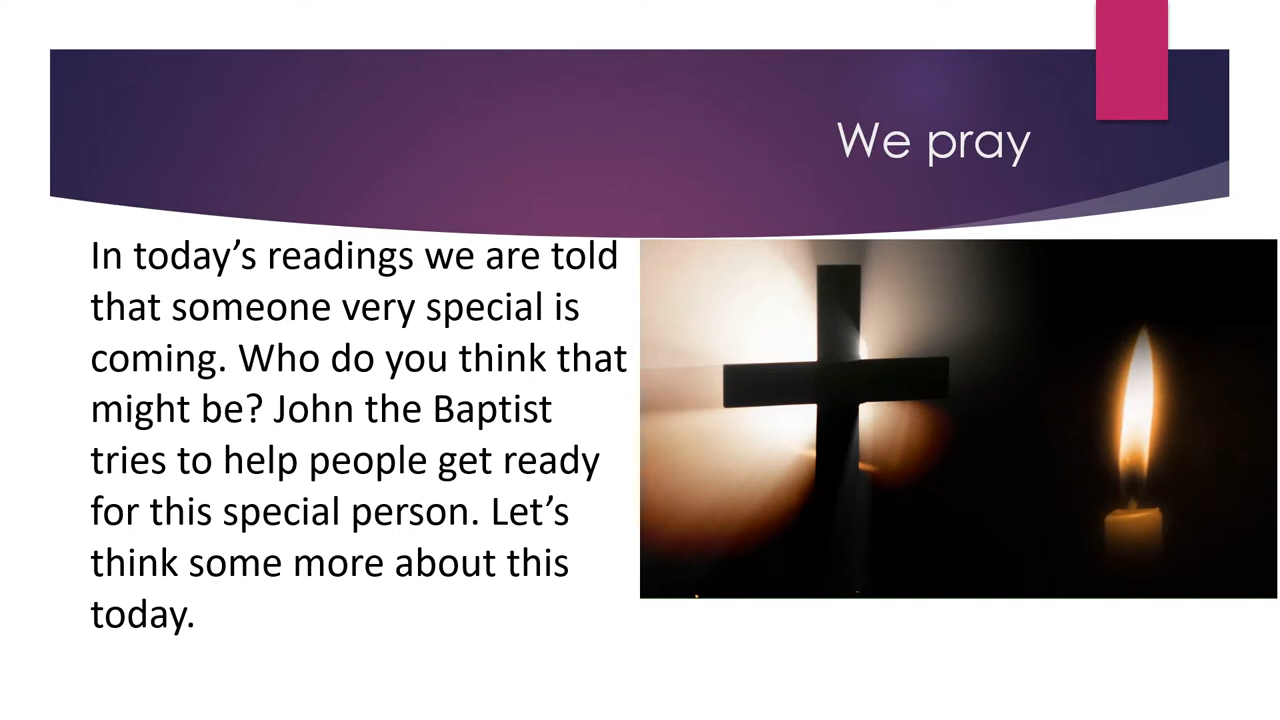 We pray
In today’s readings we are told
that someone very special is
coming. Who do you think that
might be? John the Baptist
tries to help people get ready
for this special person. Let’s
think some more about this
today.